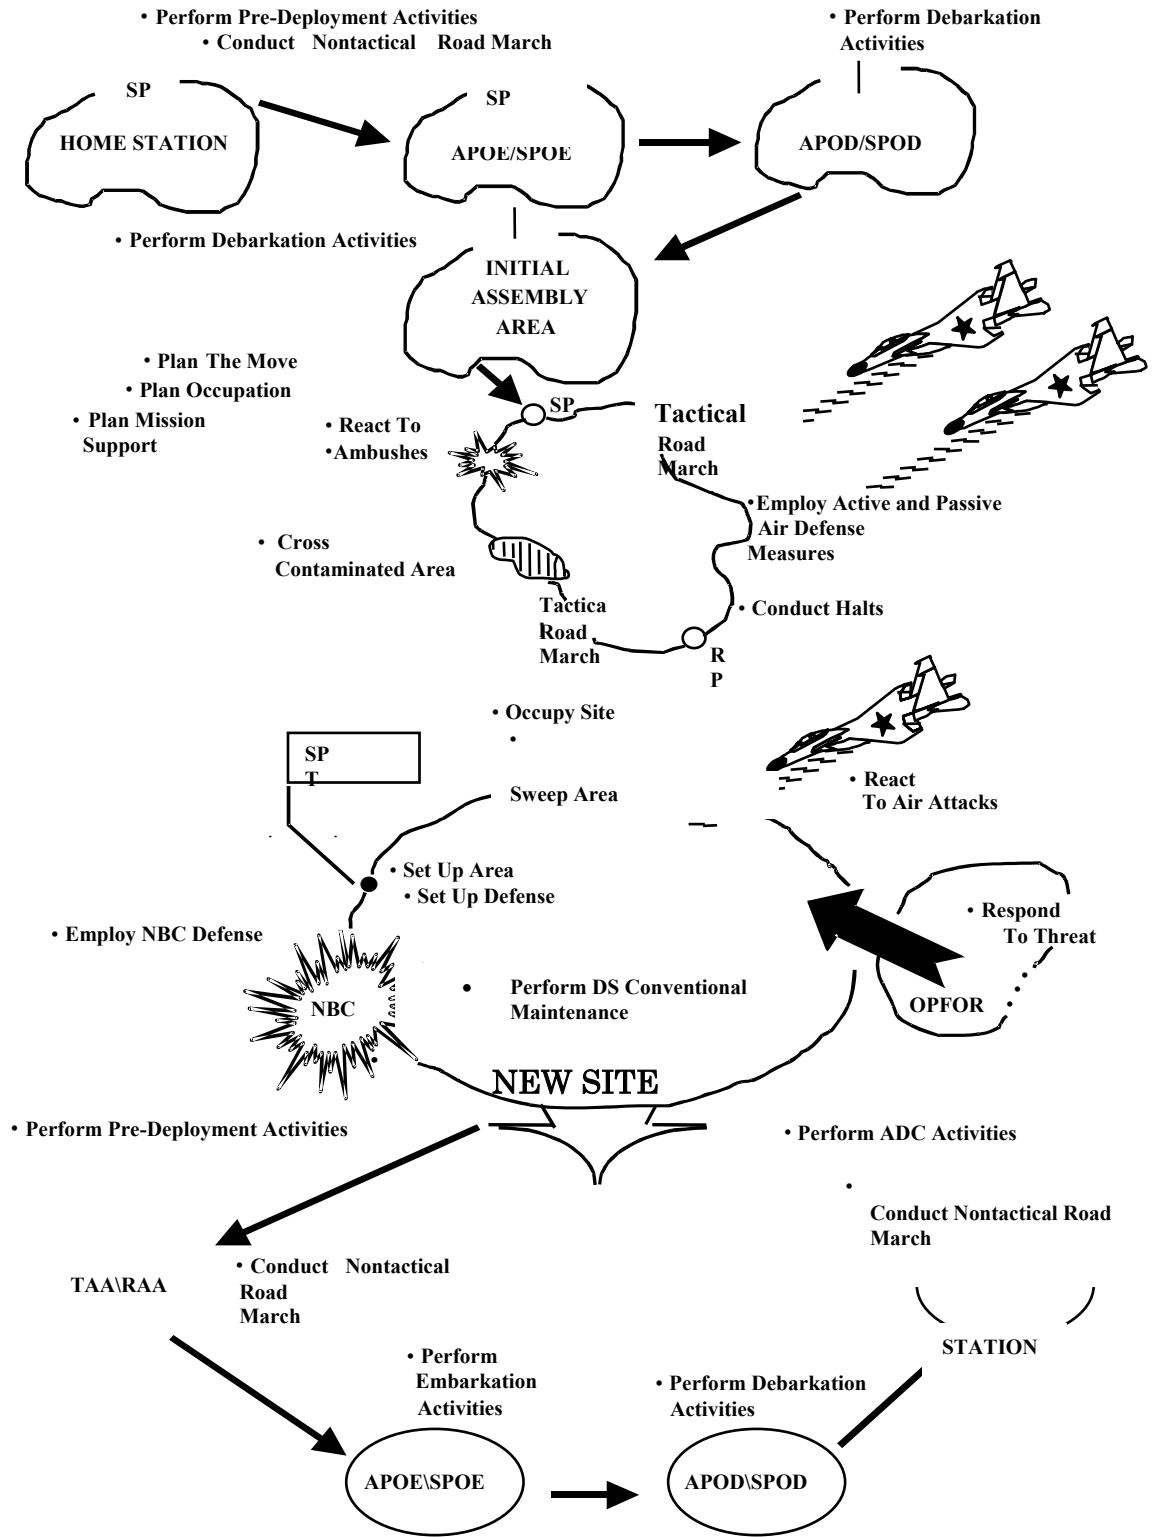 • Perform Pre-Deployment Activities
• Conduct Nontactical Road March
• Perform Debarkation
Activities
SP
HOME STATION
SP
APOE/SPOE
APOD/SPOD
• Perform Debarkation Activities
INITIAL
ASSEMBLY
AREA
• Plan The Move
• Plan Occupation
• Plan Mission
Support
• React To
•Ambushes
SP
Tactical
Road
March
•Employ Active and Passive
Air Defense
Measures
• Cross
Contaminated Area
• Conduct Halts
Tactica
l
Road
March
R
P
• Occupy Site
•
Sweep Area
SP
T
• React
To Air Attacks
• Set Up Area
• Set Up Defense
• Employ NBC Defense
• Respond
To Threat
NBC
• Perform DS Conventional
Maintenance
OPFOR
NEW SITE
• Perform Pre-Deployment Activities
• Perform ADC Activities
•
Conduct Nontactical Road
March
TAA\RAA
• Conduct Nontactical
Road
March
STATION
• Perform
Embarkation
Activities
• Perform Debarkation
Activities
APOE\SPOE
APOD\SPOD